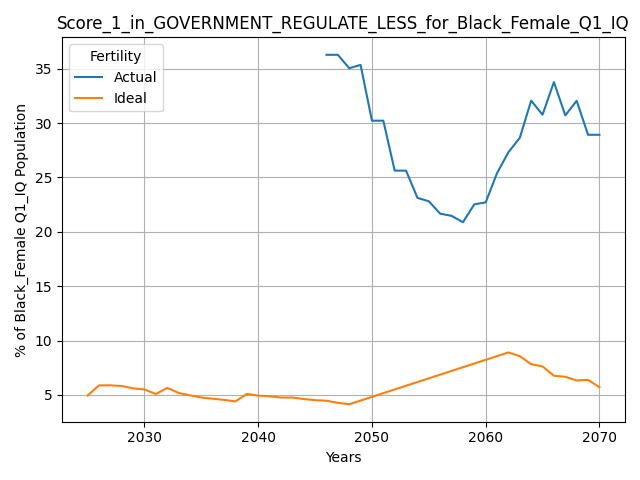 Score_1_in_GOVERNMENT_REGULATE_LESS_for_Black_Female_Q1_IQ
Fertility
Actual
Ideal
% of Black_Female Q1_IQ Population
35
30
25
20
15
10
5
2030
2040
2050
2060
2070
Years